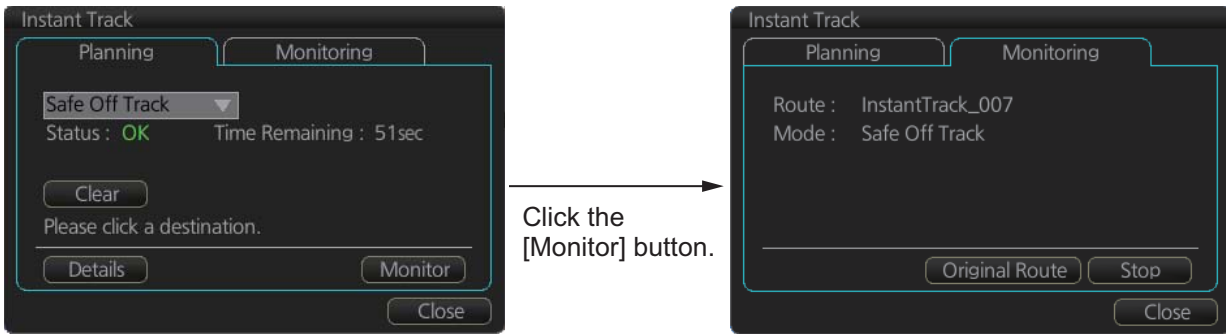 Instant Track
Planning Monitoring
Safe Off Track
Status : OK Time Remaining : 51sec
Clear
Please click a destination.
Details Monitor
Close
Click the
[Monitor] button.
Instant Track
Planning Monitoring
Route : InstantTrack_007
Mode : Safe Off Track
Original Route Stop
Close